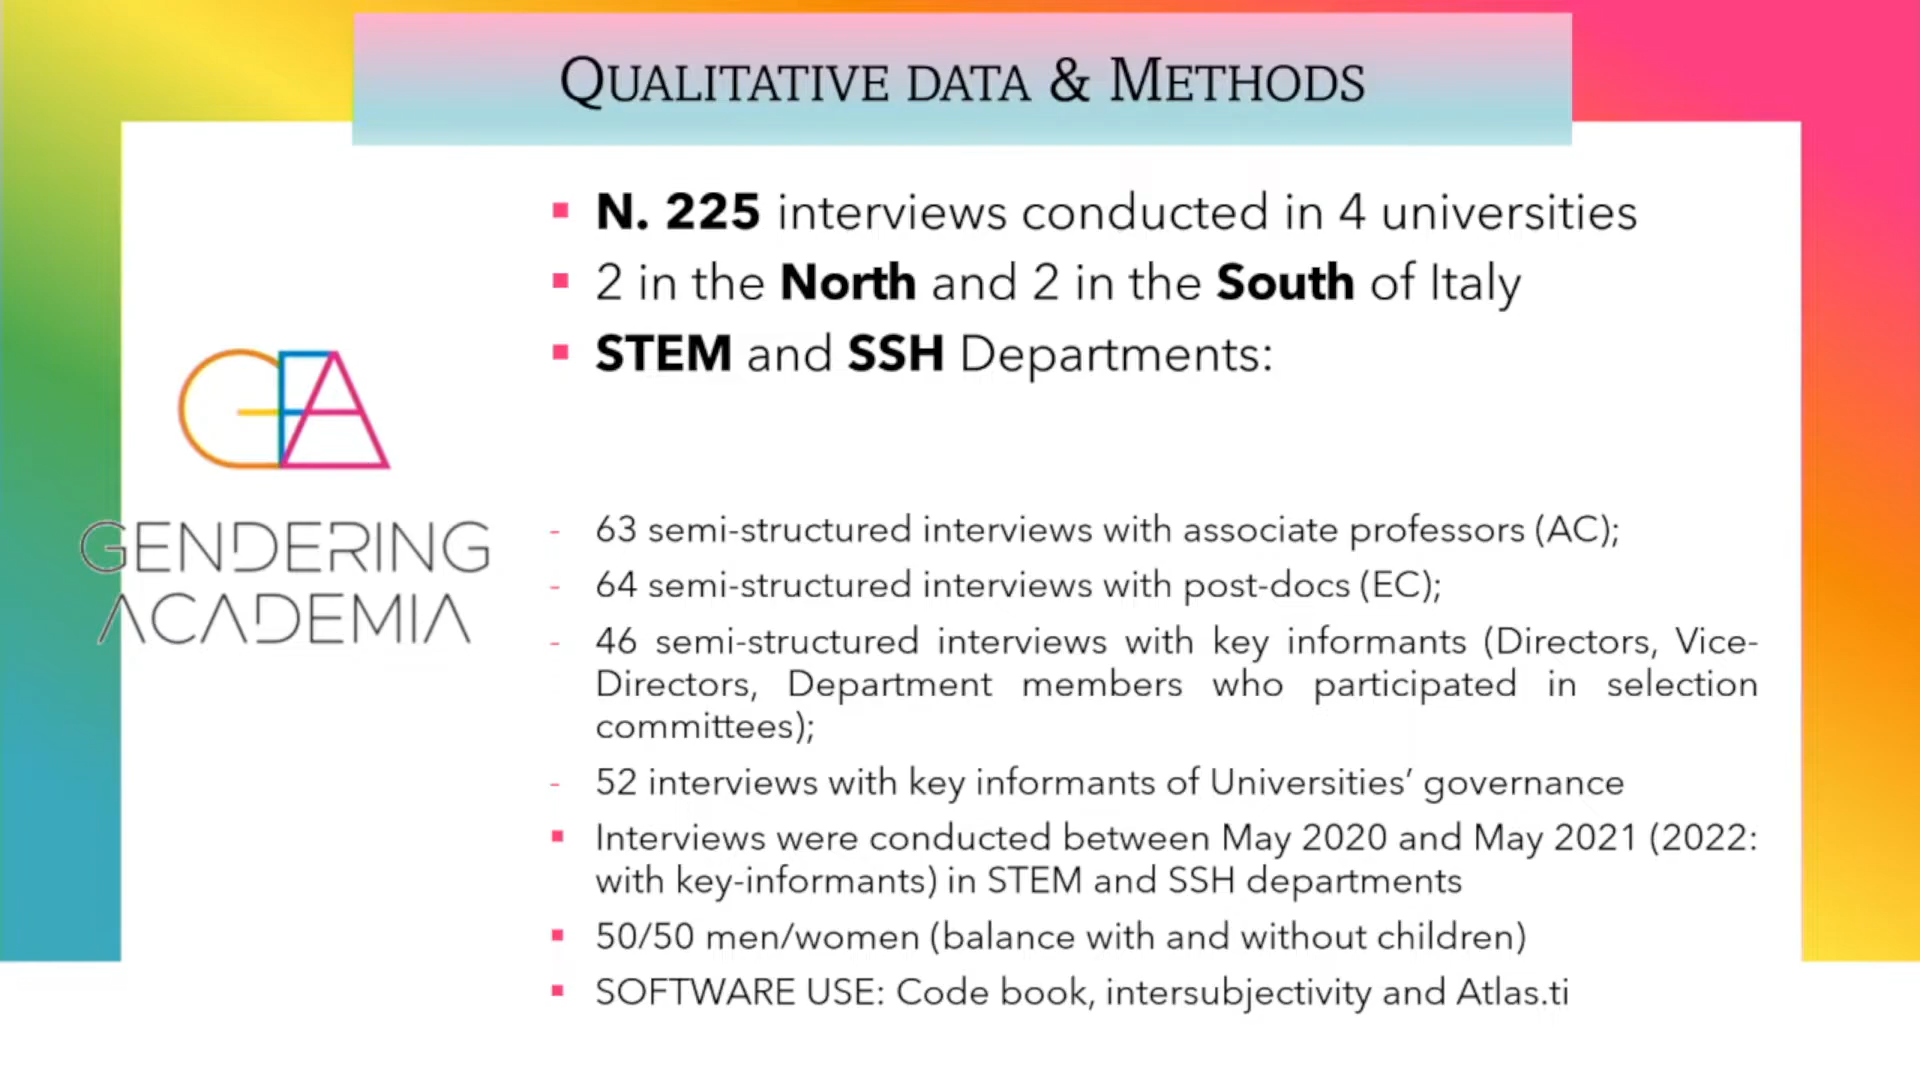 QUALITATIVE DATA & METHODS
▪ N. 225 interviews conducted in 4 universities
▪ 2 in the North and 2 in the South of Italy
▪ STEM and SSH Departments:
GEA
GENDERING
ACADEMIA
- 63 semi-structured interviews with associate professors (AC);
- 64 semi-structured interviews with post-docs (EC);
- 46 semi-structured interviews with key informants (Directors, Vice-
Directors, Department members who participated in selection
committees);
- 52 interviews with key informants of Universities’ governance
▪ Interviews were conducted between May 2020 and May 2021 (2022:
with key-informants) in STEM and SSH departments
▪ 50/50 men/women (balance with and without children)
▪ SOFTWARE USE: Code book, intersubjectivity and Atlas.ti